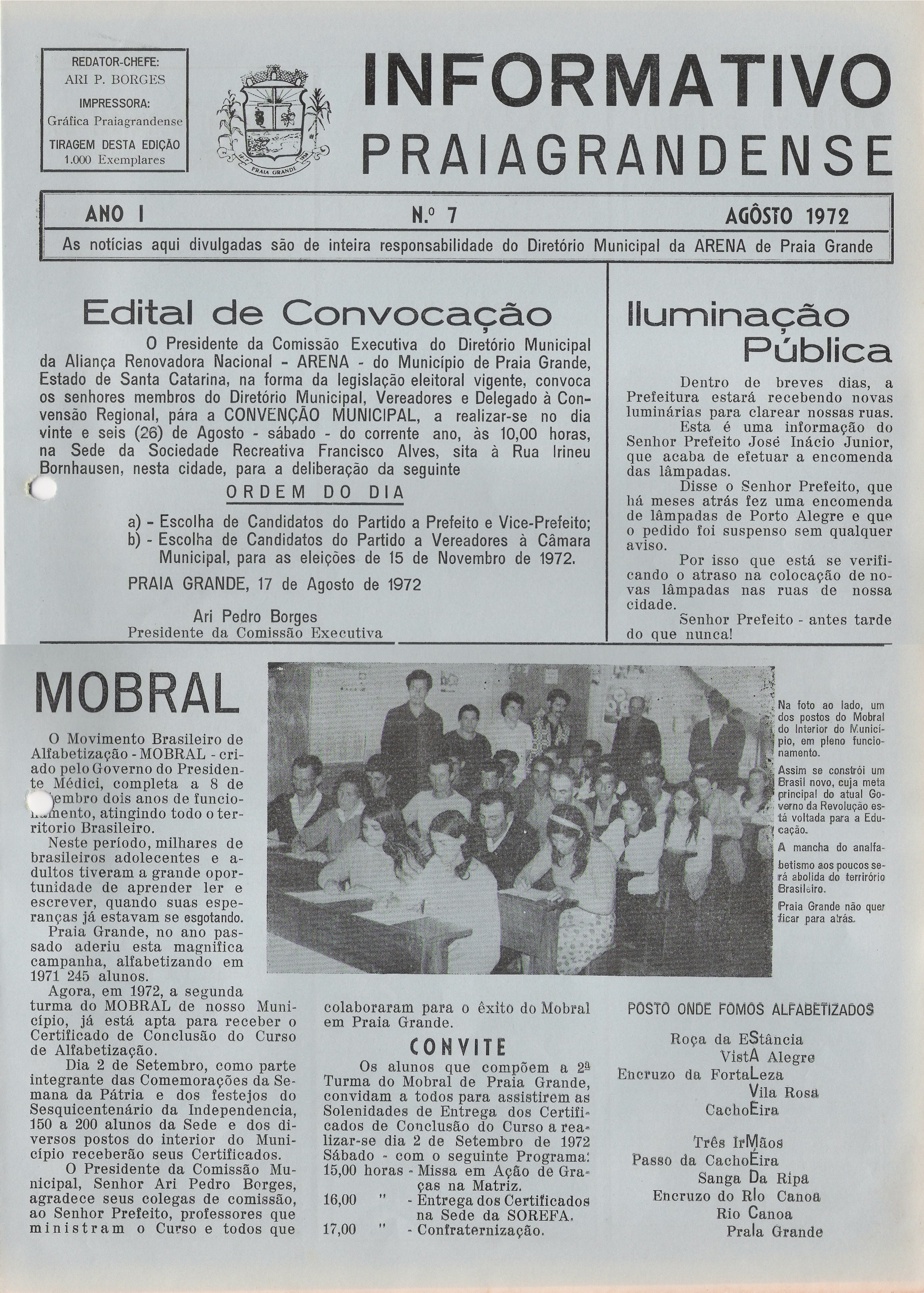 REDATOR-CHEFE:
ARI P. BORGES
IMPRESSORA:
Gráfica Praiagrandense
TIRAGEM DESTA EDIÇÃO
1.000 Exemplares
PRAIA GRANDE
INFORMATIVO
PRAIAGRANDENSE
ANO I N.º 7 AGÔSTO 1972
As notícias aqui divulgadas são de inteira responsabilidade do Diretório Municipal da ARENA de Praia Grande
Edital de Convocação
O Presidente da Comissão Executiva do Diretório Municipal
da Aliança Renovadora Nacional - ARENA - do Município de Praia Grande,
Estado de Santa Catarina, na forma da legislação eleitoral vigente, convoca
os senhores membros do Diretório Municipal, Vereadores e Delegado à Con-
vensão Regional, pára a CONVENÇÃO MUNICIPAL, a realizar-se no dia
vinte e seis (26) de Agosto - sábado - do corrente ano, às 10,00 horas,
na Sede da Sociedade Recreativa Francisco Alves, sita à Rua Irineu
Bornhausen, nesta cidade, para a deliberação da seguinte
ORDEM DO DIA
a) - Escolha de Candidatos do Partido a Prefeito e Vice-Prefeito;
b) - Escolha de Candidatos do Partido a Vereadores à Câmara
Municipal, para as eleições de 15 de Novembro de 1972.
PRAIA GRANDE, 17 de Agosto de 1972
Ari Pedro Borges
Presidente da Comissão Executiva
Iluminação
Pública
Dentro de breves dias, a
Prefeitura estará recebendo novas
luminárias para clarear nossas ruas.
Esta é uma informação do
Senhor Prefeito José Inácio Junior,
que acaba de efetuar a encomenda
das lâmpadas.
Disse o Senhor Prefeito, que
há meses atrás fez uma encomenda
de lâmpadas de Porto Alegre e que
o pedido foi suspenso sem qualquer
aviso.
Por isso que está se verifi-
cando o atraso na colocação de no-
vas lâmpadas nas ruas de nossa
cidade.
Senhor Prefeito - antes tarde
do que nunca!
MOBRAL
O Movimento Brasileiro de
Alfabetização - MOBRAL - cri-
ado pelo Governo do Presiden-
te Médici, completa a 8 de
embro dois anos de funcio-
namento, atingindo todo o ter-
ritorio Brasileiro.
Neste período, milhares de
brasileiros adolecentes e a-
dultos tiveram a grande opor-
tunidade de aprender ler e
escrever, quando suas espe-
ranças já estavam se esgotando.
Praia Grande, no ano pas-
sado aderiu esta magnifica
campanha, alfabetizando em
1971 245 alunos.
Agora, em 1972, a segunda
turma do MOBRAL de nosso Muni-
cípio, já está apta para receber o
Certificado de Conclusão do Curso
de Alfabetização.
Dia 2 de Setembro, como parte
integrante das Comemorações da Se-
mana da Pátria e dos festejos do
Sesquicentenário da Independencia,
150 a 200 alunos da Sede e dos di-
versos postos do interior do Muni-
cípio receberão seus Certificados.
O Presidente da Comissão Mu-
nicipal, Senhor Ari Pedro Borges,
agradece seus colegas de comissão,
ao Senhor Prefeito, professores que
ministram o Curso e todos que
Na foto ao lado, um
dos postos do Mobral
do Interior do Municí-
pio, em pleno funcio-
namento.
Assim se constrói um
Brasil novo, cuja meta
principal do atual Go-
verno da Revolução es-
tá voltada para a Edu-
cação.
A mancha do analfa-
betismo aos poucos se-
rá abolida do terrirório
Brasileiro.
Praia Grande não quer
ficar para atrás.
colaboraram para o êxito do Mobral
em Praia Grande.
CONVITE
Os alunos que compõem a 2ª
Turma do Mobral de Praia Grande,
convidam a todos para assistirem as
Solenidades de Entrega dos Certifi-
cados de Conclusão do Curso a rea-
lizar-se dia 2 de Setembro de 1972
Sábado - com o seguinte Programa:
15,00 horas - Missa em Ação de Gra-
ças na Matriz.
16,00 " - Entrega dos Certificados
na Sede da SOREFA.
17,00 " - Confraternização.
POSTO ONDE FOMOS ALFABETIZADOS
Roça da EStância
VistA Alegre
Encruzo da FortaLeza
Vila Rosa
CachoEira
Três IrMãos
Passo da CachoEira
Sanga Da Ripa
Encruzo do RIo Canoa
Rio Canoa
PraIa Grande